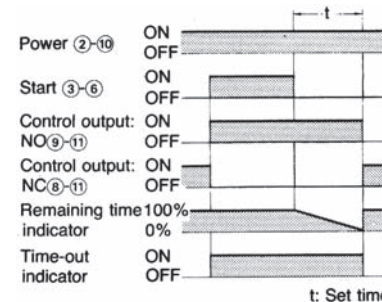 t
Power ②-⑩ ON
OFF
Start ③-⑥ ON
OFF
Control output: ON
NO⑨-⑪ OFF
Control output: ON
NC⑧-⑪ OFF
Remaining time 100%
indicator 0%
Time-out ON
indicator OFF
t: Set time